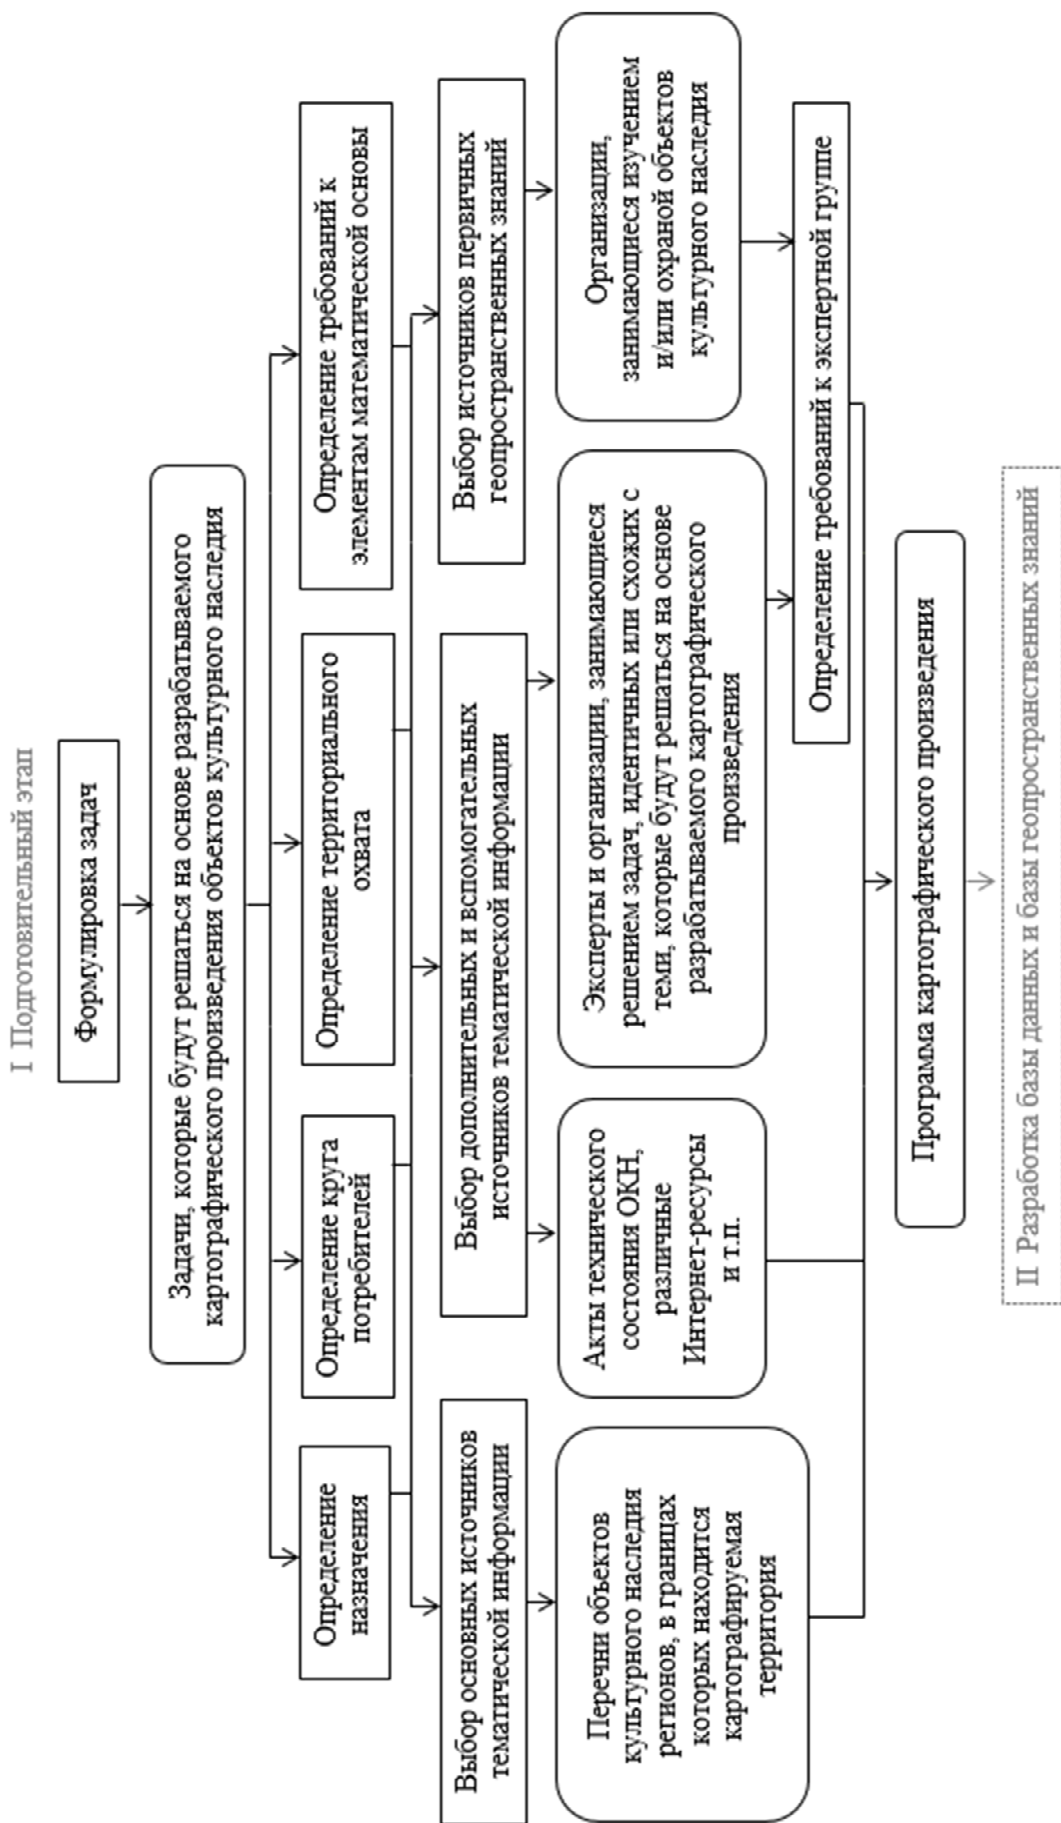 I Подготовительный этап
Формулировка задач
Задачи, которые будут решаться на основе разрабатываемого
картографического произведения объектов культурного наследия
Определение
назначения
Определение круга
потребителей
Определение территориального
охвата
Определение требований к
элементам математической основы
Выбор основных источников
тематической информации
Выбор дополнительных и вспомогательных
источников тематической информации
Выбор источников первичных
геопространственных знаний
Перечни объектов
культурного наследия
регионов, в границах
которых находится
картографируемая
территория
Акты технического
состояния ОКН,
различные
Интернет-ресурсы
и т.п.
Эксперты и организации, занимающиеся
решением задач, идентичных или схожих с
теми, которые будут решаться на основе
разрабатываемого картографического
произведения
Организации,
занимающиеся изучением
и/или охраной объектов
культурного наследия
Определение требований к экспертной группе
Программа картографического произведения
II Разработка базы данных и базы геопространственных знаний